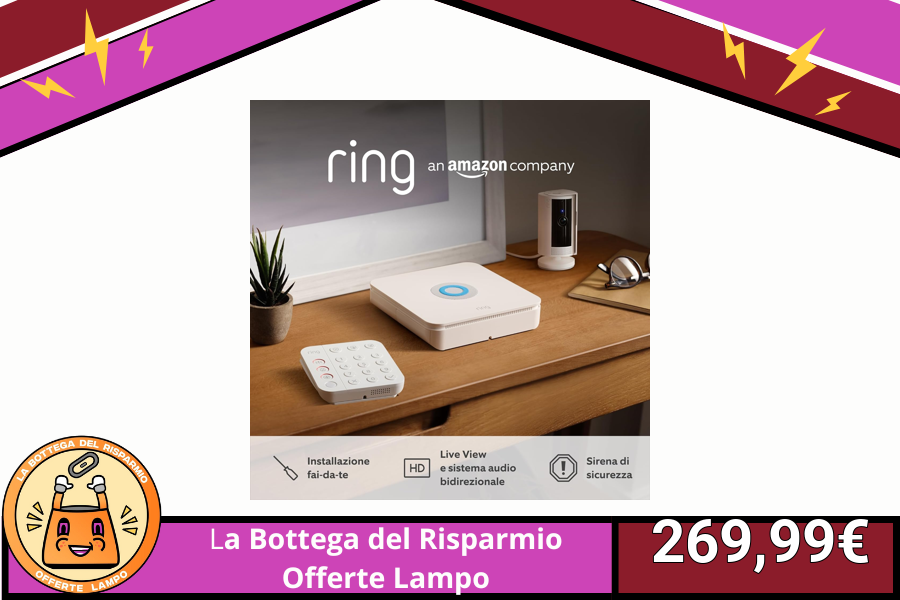 ring an amazon company
ring
Installazione
fai-da-te
HD
Live View
e sistema audio
bidirezionale
Sirena di
sicurezza
LA BOTTEGA DEL RISPARMIO
OFFERTE LAMPO
La Bottega del Risparmio
Offerte Lampo
269,99€